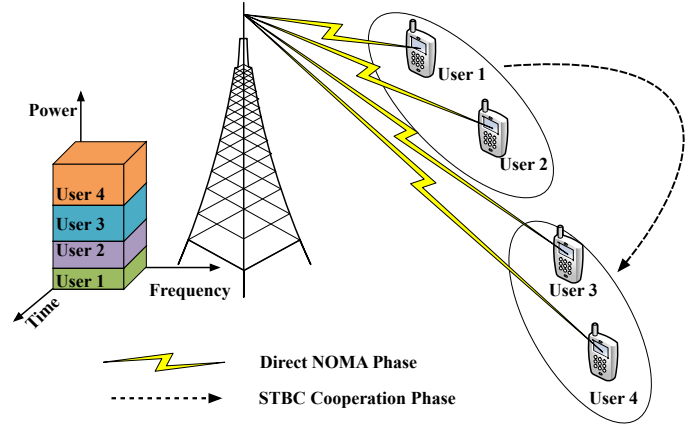 User 1
Power
User 2
User 4
User 3
User 2
User 1
Frequency
Time
User 3
User 4
Direct NOMA Phase
STBC Cooperation Phase